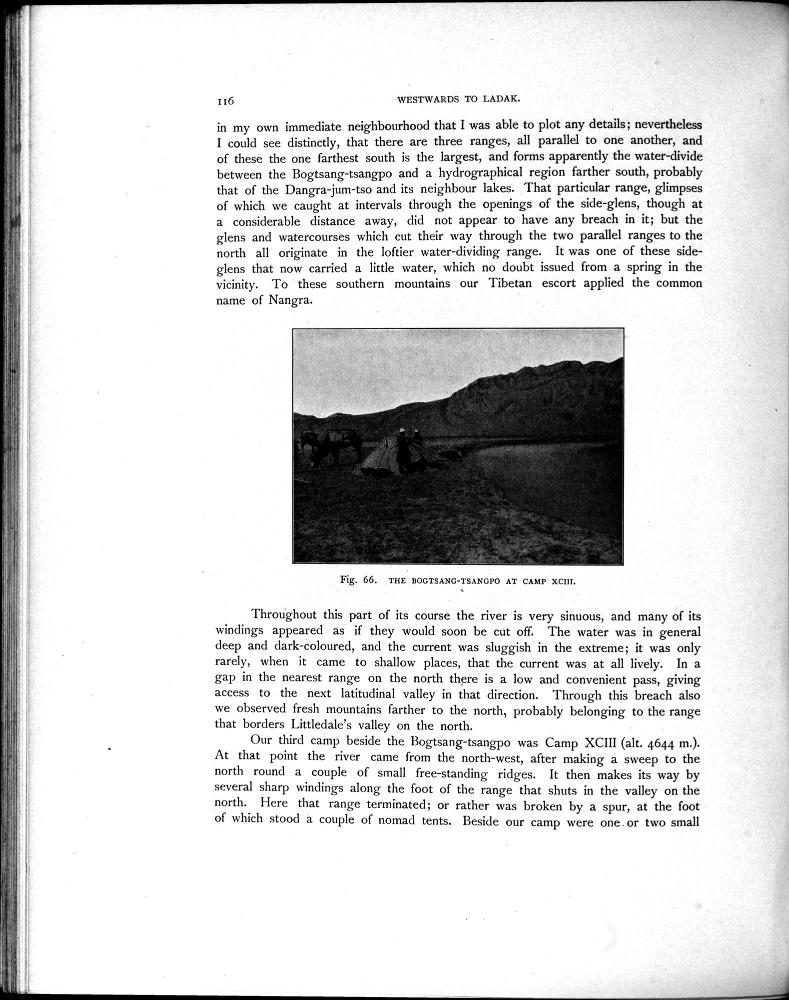 116
WESTWARDS TO LADAK.
in my own immediate neighbourhood that I was able to plot any details; nevertheless
I could see distinctly, that there are three ranges, all parallel to one another, and
of these the one farthest south is the largest, and forms apparently the water-divide
between the Bogtsang-tsangpo and a hydrographical region farther south, probably
that of the Dangra-jum-tso and its neighbour lakes. That particular range, glimpses
of which we caught at intervals through the openings of the side-glens, though at
a considerable distance away, did not appear to have any breach in it; but the
glens and watercourses which cut their way through the two parallel ranges to the
north all originate in the loftier water-dividing range. It was one of these side-
glens that now carried a little water, which no doubt issued from a spring in the
vicinity. To these southern mountains our Tibetan escort applied the common
name of Nangra.
Fig. 66. THE BOGTSANG-TSANGPO AT CAMP XCIII.
Throughout this part of its course the river is very sinuous, and many of its
windings appeared as if they would soon be cut off. The water was in general
deep and dark-coloured, and the current was sluggish in the extreme; it was only
rarely, when it came to shallow places, that the current was at all lively. In a
gap in the nearest range on the north there is a low and convenient pass, giving
access to the next latitudinal valley in that direction. Through this breach also
we observed fresh mountains farther to the north, probably belonging to the range
that borders Littledale's valley on the north.
Our third camp beside the Bogtsang-tsangpo was Camp XCIII (alt. 4644 m.).
At that point the river came from the north-west, after making a sweep to the
north round a couple of small free-standing ridges. It then makes its way by
several sharp windings along the foot of the range that shuts in the valley on the
north. Here that range terminated; or rather was broken by a spur, at the foot
of which stood a couple of nomad tents. Beside our camp were one or two small